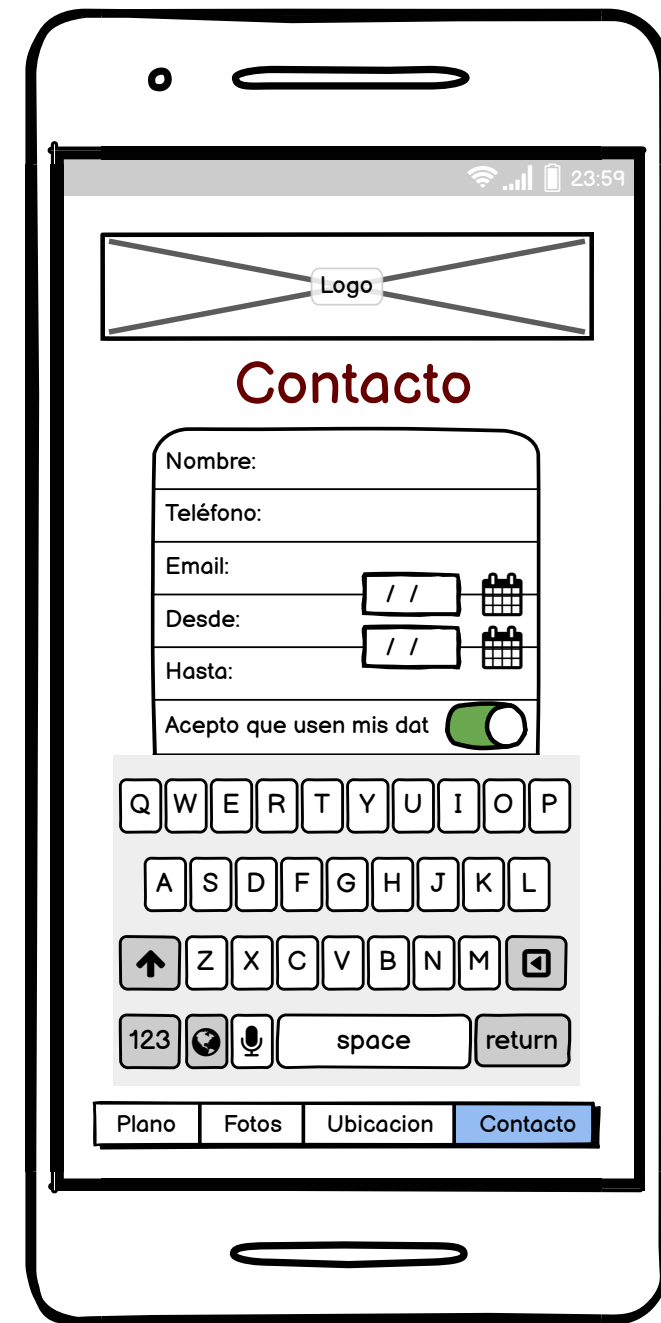 23:59
Logo
Contacto
Nombre:
Teléfono:
Email:
/ /
Desde:
/ /
Hasta:
Acepto que usen mis dat
Q W E R T Y U I O P
A S D F G H J K L
Z X C V B N M
123 space return
Plano Fotos Ubicacion Contacto